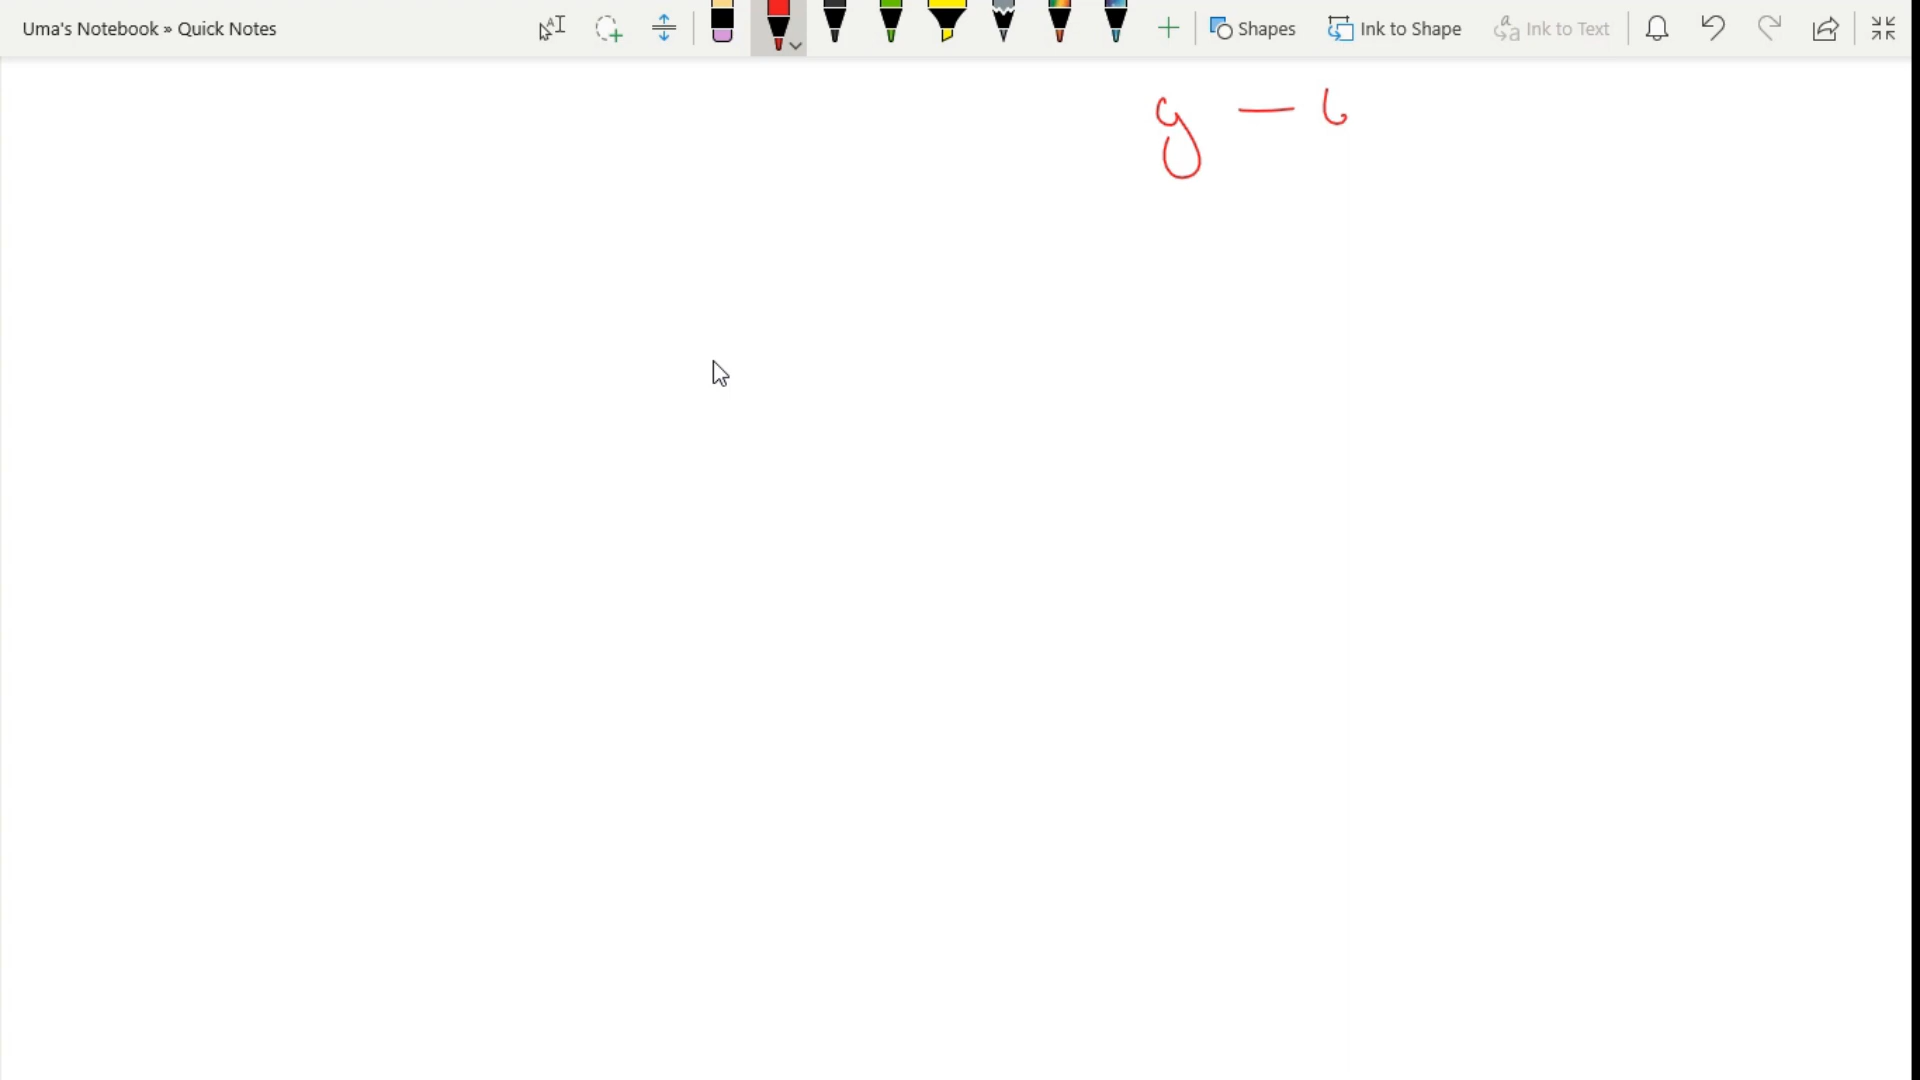 Uma's Notebook » Quick Notes Shapes Ink to Shape Ink to Text
y — 6